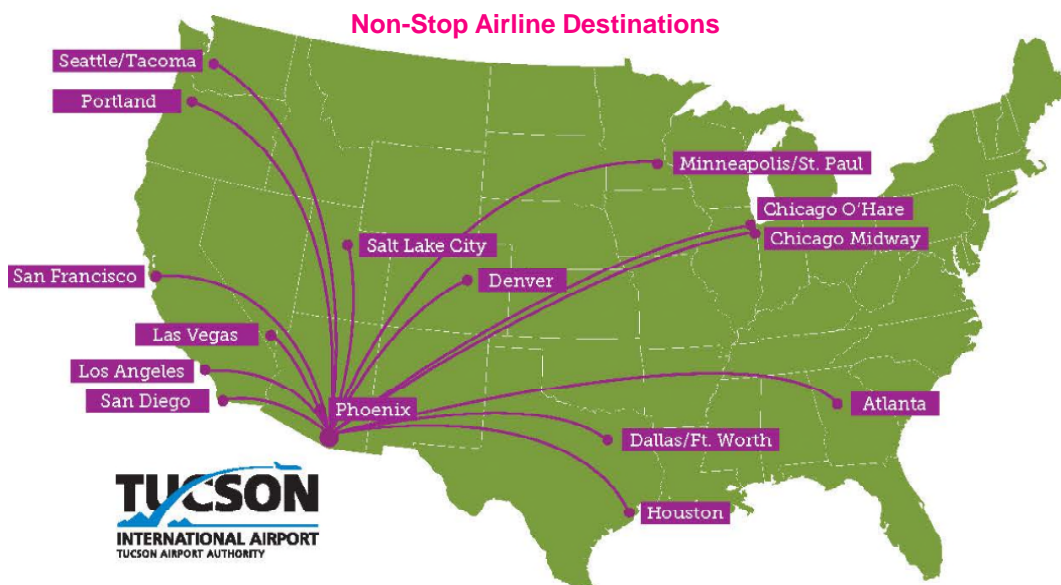 Non-Stop Airline Destinations
Seattle/Tacoma
Portland
Minneapolis/St. Paul
Chicago O'Hare
Chicago Midway
Salt Lake City
San Francisco
Denver
Las Vegas
Los Angeles
San Diego
Phoenix
Atlanta
Dallas/Ft. Worth
Houston
TUCSON
INTERNATIONAL AIRPORT
TUCSON AIRPORT AUTHORITY